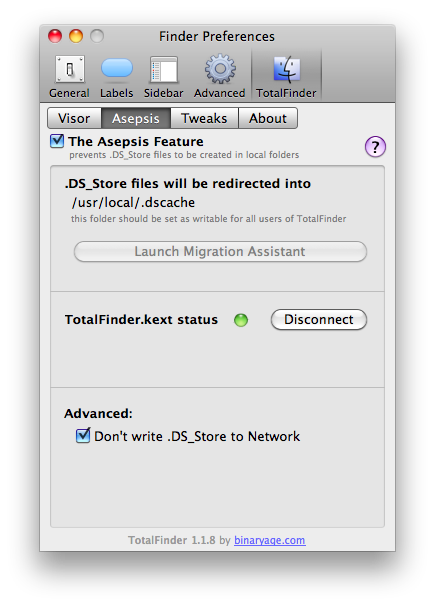 Finder Preferences
General Labels Sidebar Advanced TotalFinder
Visor Asepsis Tweaks About
The Asepsis Feature
prevents .DS_Store files to be created in local folders
?
.DS_Store files will be redirected into
/usr/local/.dscache
this folder should be set as writable for all users of TotalFinder
Launch Migration Assistant
TotalFinder.kext status Disconnect
Advanced:
Don't write .DS_Store to Network
TotalFinder 1.1.8 by binaryage.com